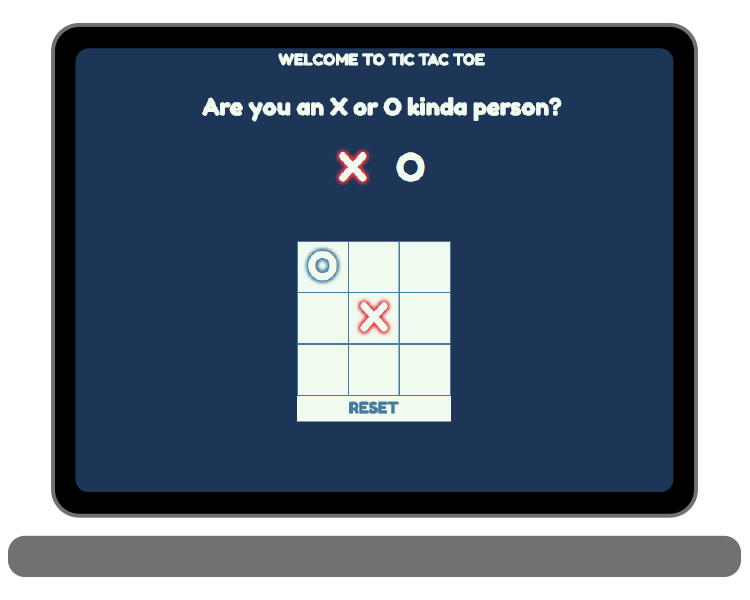 WELCOME TO TIC TAC TOE
Are you an X or O kinda person?
X O
O
X
RESET